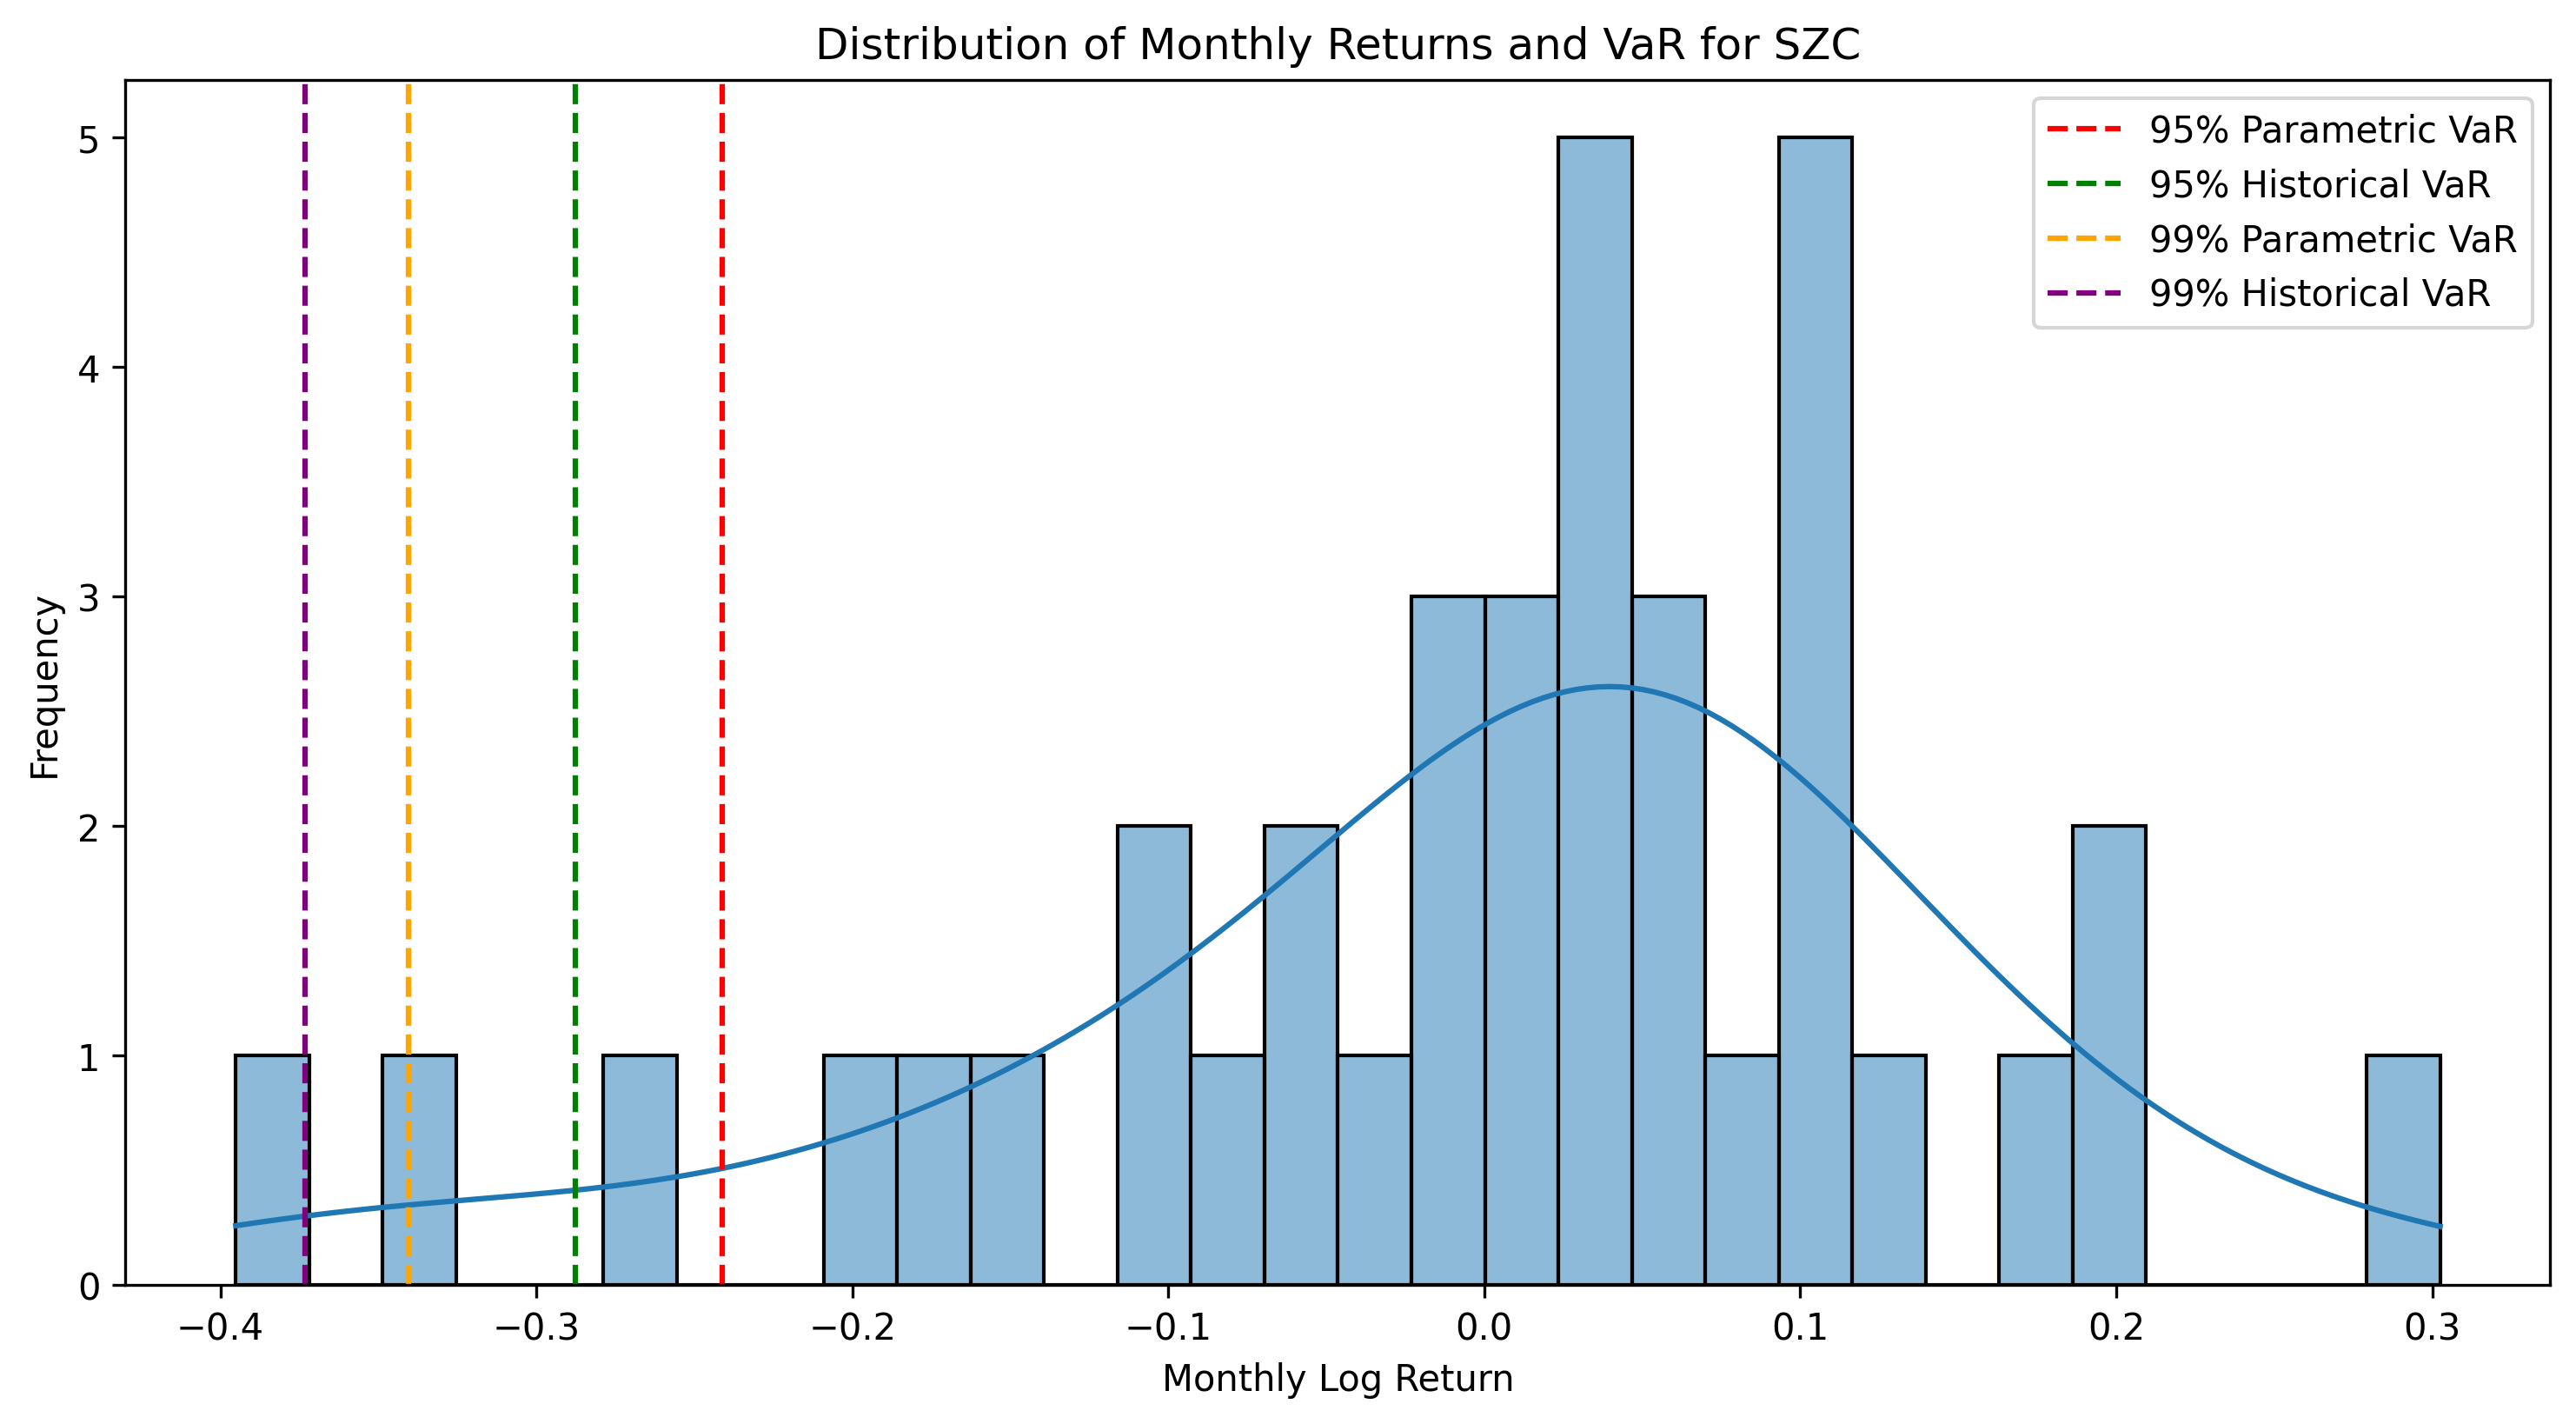 Distribution of Monthly Returns and VaR for SZC
95% Parametric VaR
95% Historical VaR
99% Parametric VaR
99% Historical VaR
Frequency
5
4
3
2
1
0
−0.4 −0.3 −0.2 −0.1 0.0 0.1 0.2 0.3
Monthly Log Return